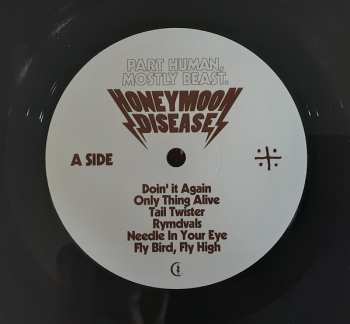 PART HUMAN,
MOSTLY BEAST.
HONEYMOON
DISEASE
A SIDE
Doin' it Again
Only Thing Alive
Tail Twister
Rymdvals
Needle In Your Eye
Fly Bird, Fly High